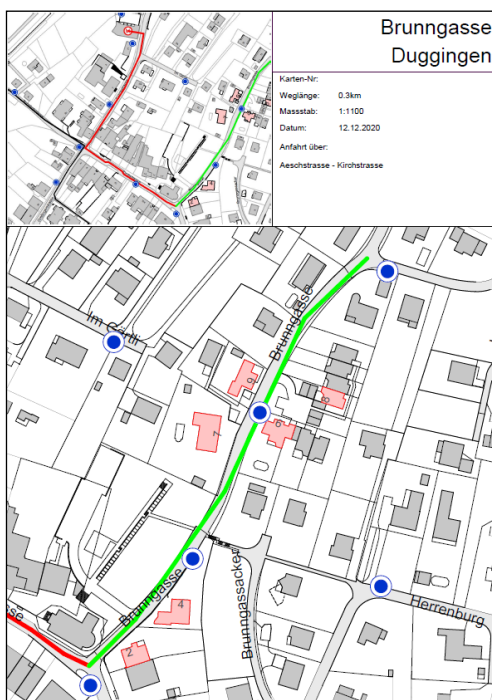 Brunngasse
Duggingen
Karten-Nr:
Weglänge: 0.3km
Massstab: 1:1100
Datum: 12.12.2020
Anfahrt über:
Aeschstrasse - Kirchstrasse
Im Gärtli
Brunngasse
9
8
7
6
Brunngasse
Brunngassacker
4
Herrenburg
2